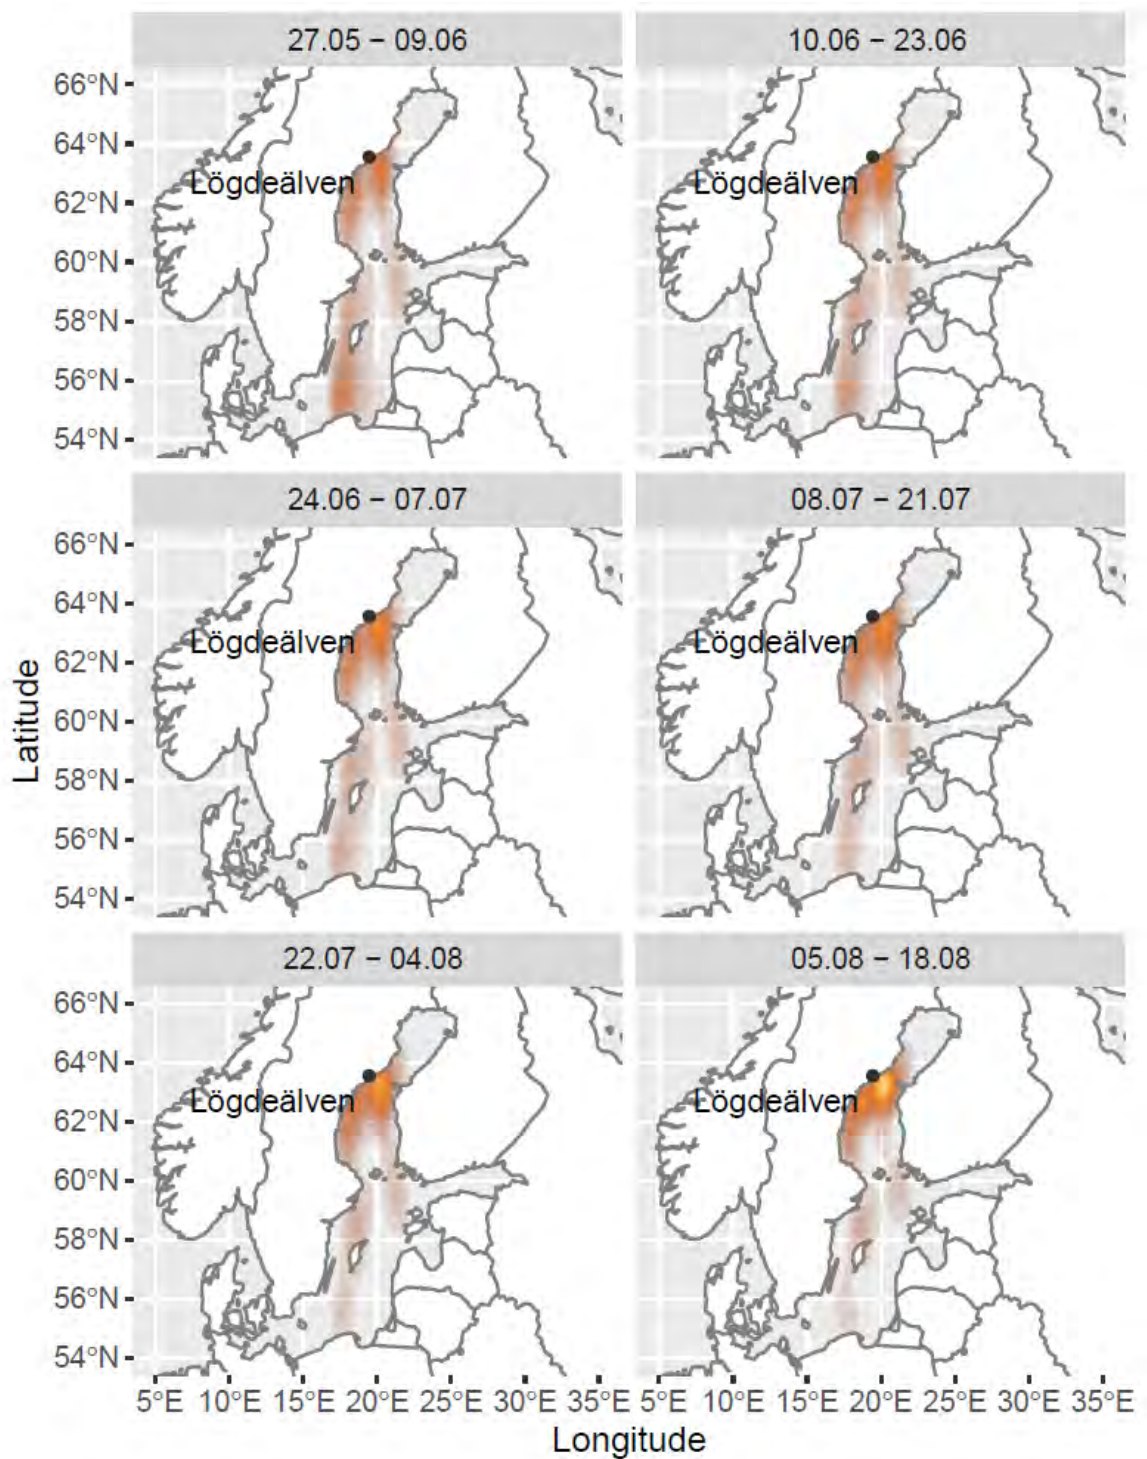 27.05 − 09.06
10.06 − 23.06
66°N
64°N
62°N
60°N
58°N
56°N
54°N
Lögdeälven
Lögdeälven
24.06 − 07.07
08.07 − 21.07
66°N
64°N
62°N
60°N
58°N
56°N
54°N
Lögdeälven
Lögdeälven
Latitude
22.07 − 04.08
05.08 − 18.08
66°N
64°N
62°N
60°N
58°N
56°N
54°N
Lögdeälven
Lögdeälven
5°E 10°E 15°E 20°E 25°E 30°E 35°E
5°E 10°E 15°E 20°E 25°E 30°E 35°E
Longitude